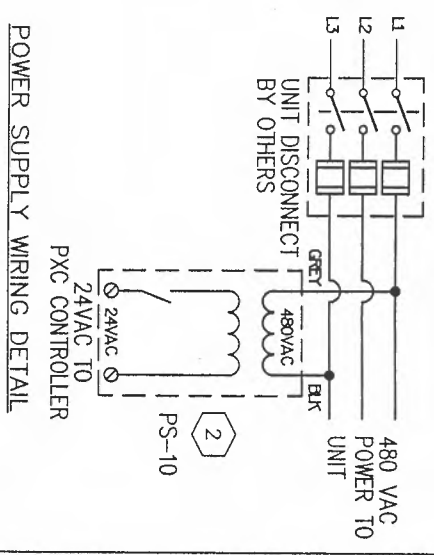 L1
L2
L3
UNIT DISCONNECT
BY OTHERS
480 VAC
POWER TO
UNIT
GREY
480VAC
BLK
24VAC
2
PS-10
24VAC TO
PXC CONTROLLER
POWER SUPPLY WIRING DETAIL